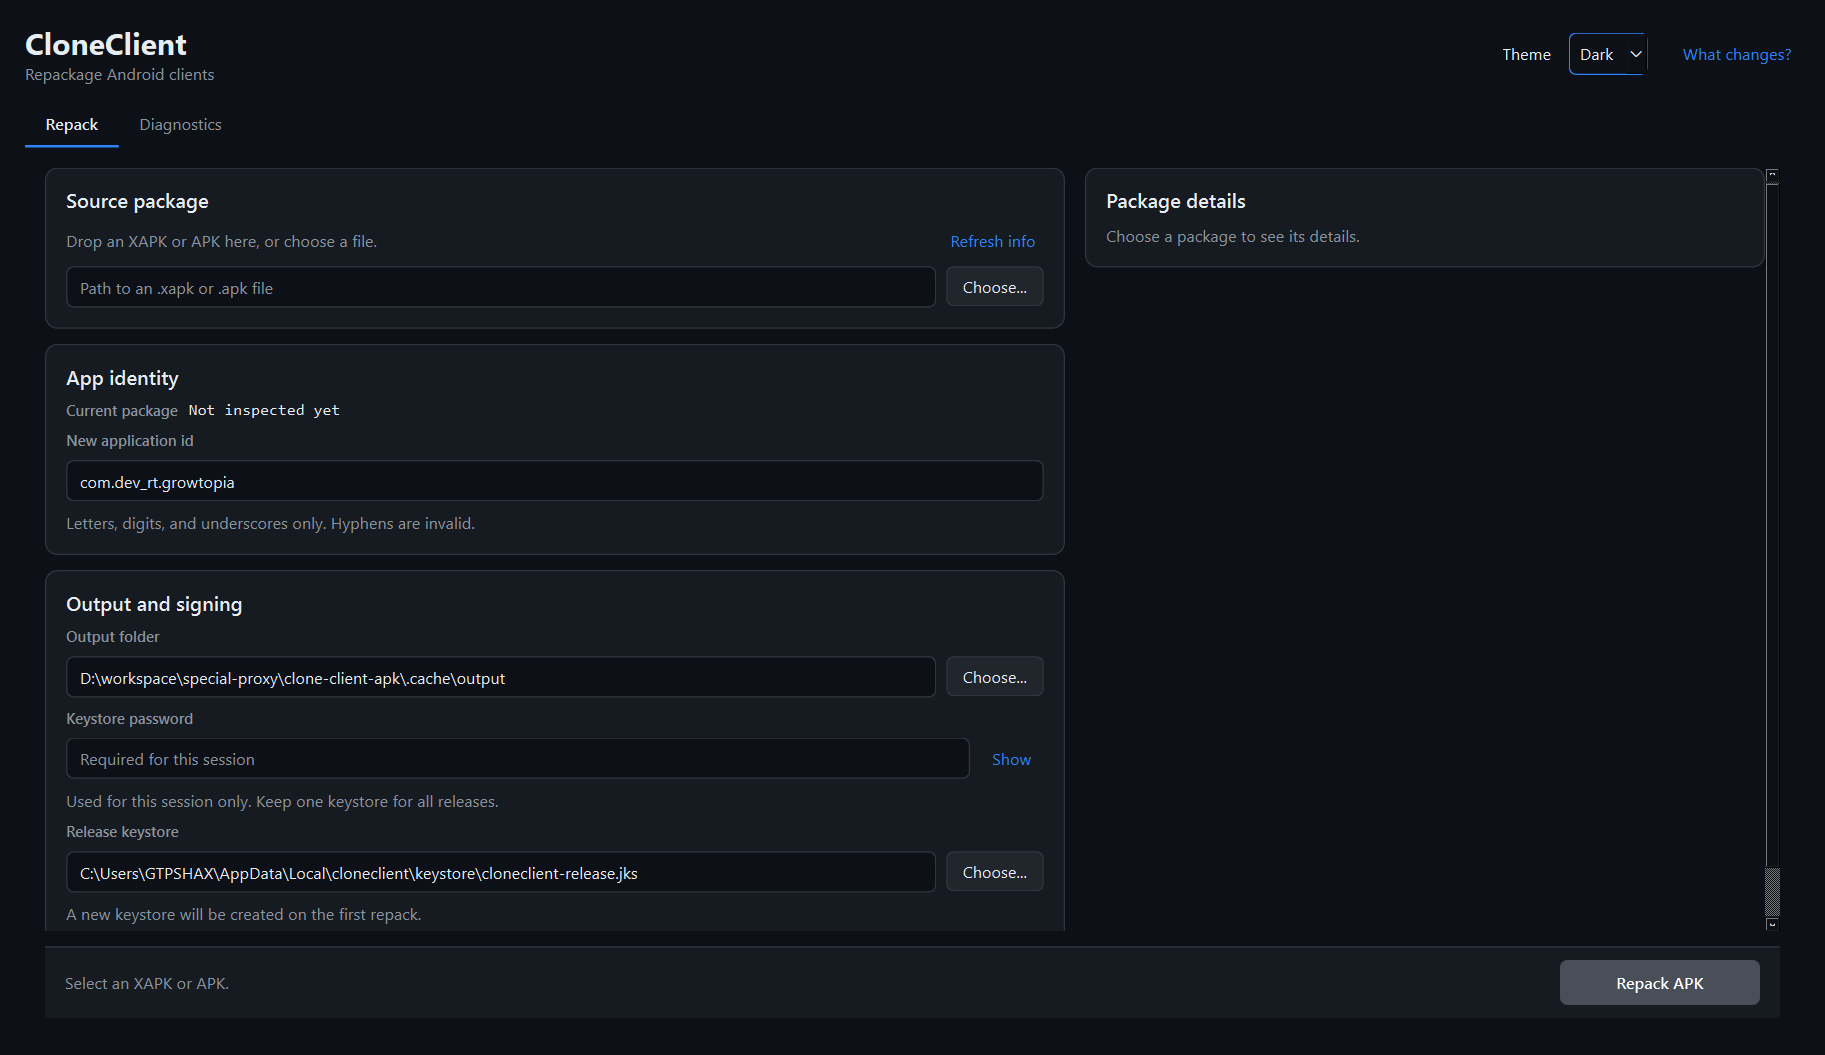 CloneClient
Repackage Android clients
Theme
Dark
What changes?
Repack
Diagnostics
Source package
Drop an XAPK or APK here, or choose a file.
Refresh info
Path to an .xapk or .apk file
Choose...
App identity
Current package Not inspected yet
New application id
com.dev_rt.growtopia
Letters, digits, and underscores only. Hyphens are invalid.
Output and signing
Output folder
D:\workspace\special-proxy\clone-client-apk\.cache\output
Choose...
Keystore password
Required for this session
Show
Used for this session only. Keep one keystore for all releases.
Release keystore
C:\Users\GTPSHAX\AppData\Local\cloneclient\keystore\cloneclient-release.jks
Choose...
A new keystore will be created on the first repack.
Package details
Choose a package to see its details.
Select an XAPK or APK.
Repack APK